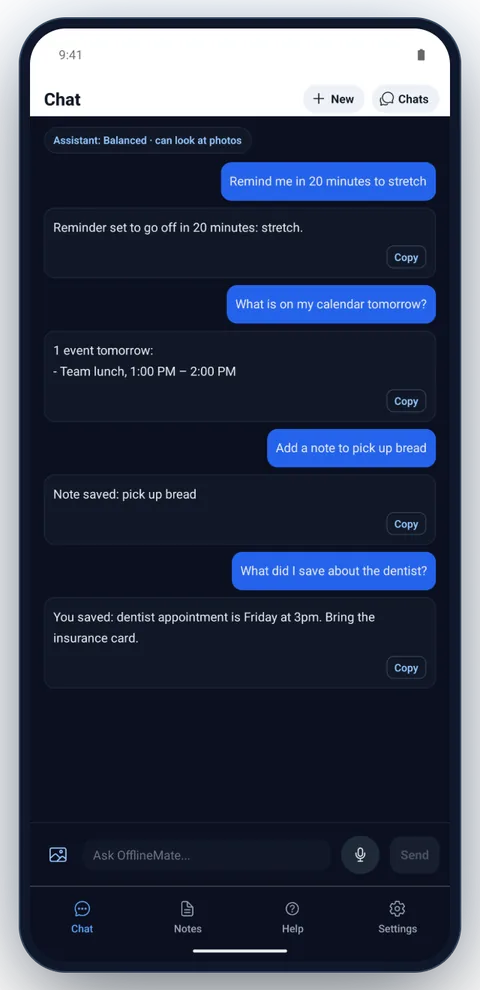 9:41
Chat
New
Chats
Assistant: Balanced · can look at photos
Remind me in 20 minutes to stretch
Reminder set to go off in 20 minutes: stretch.
Copy
What is on my calendar tomorrow?
1 event tomorrow:
- Team lunch, 1:00 PM – 2:00 PM
Copy
Add a note to pick up bread
Note saved: pick up bread
Copy
What did I save about the dentist?
You saved: dentist appointment is Friday at 3pm. Bring the
insurance card.
Copy
Ask OfflineMate...
Send
Chat
Notes
Help
Settings